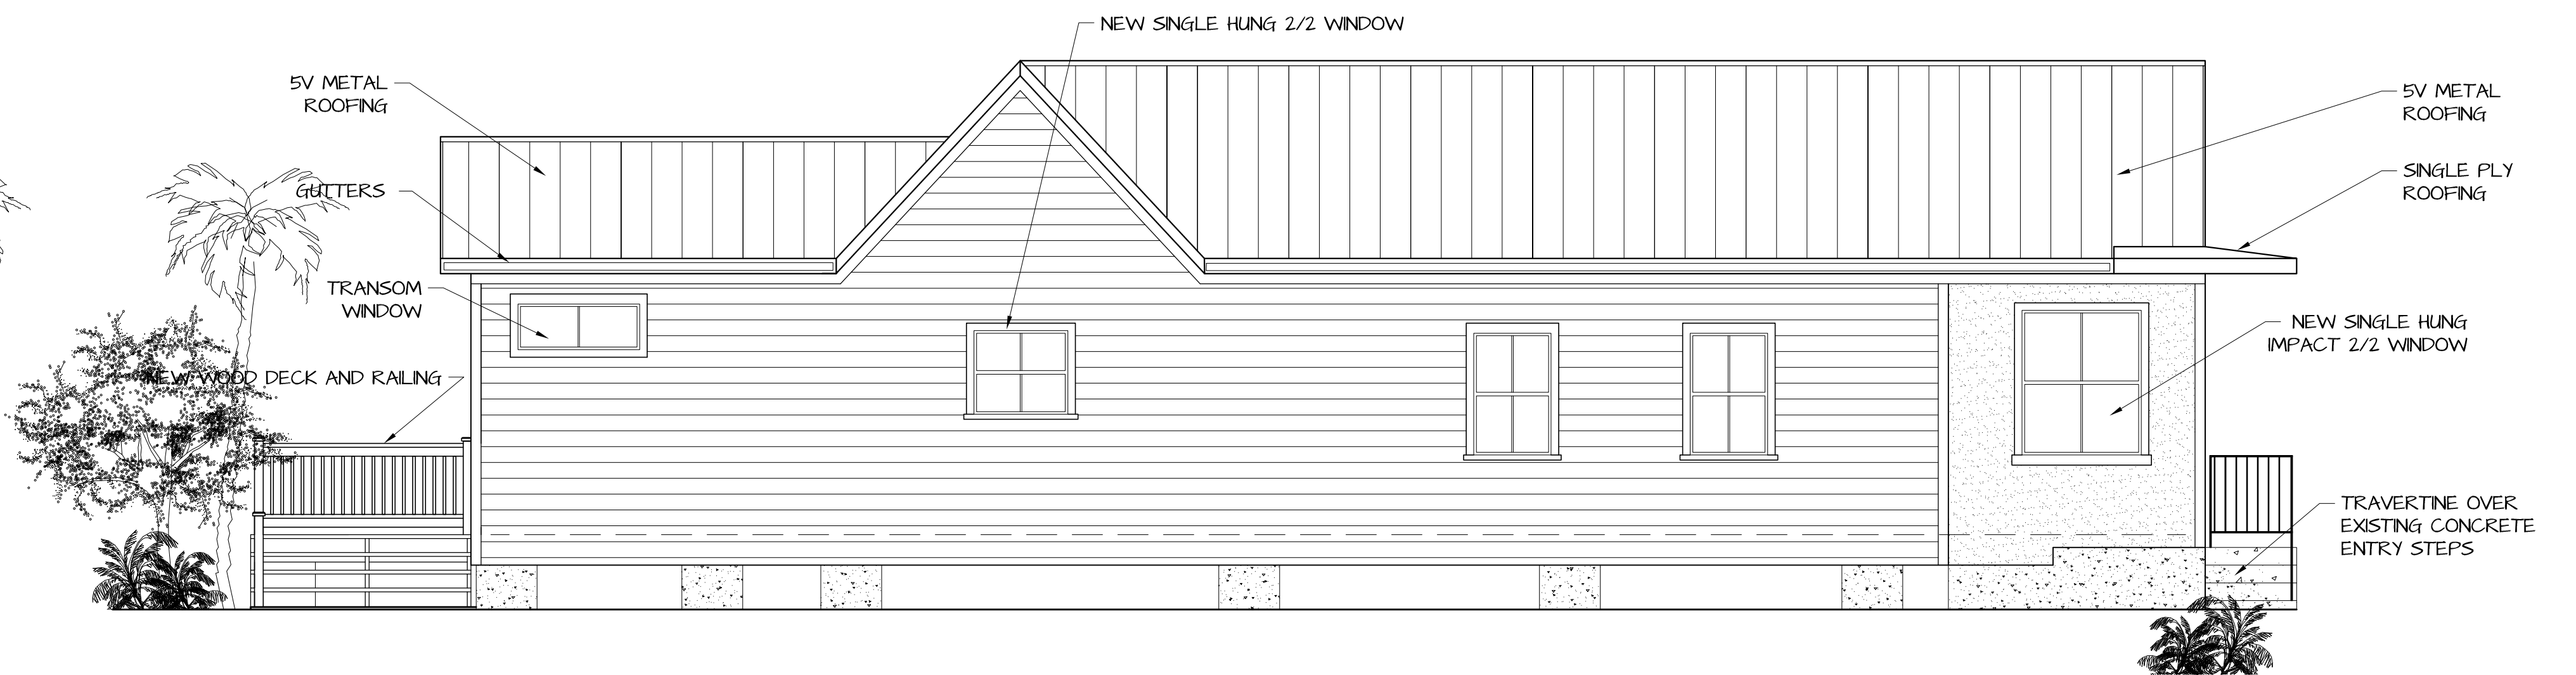 NEW SINGLE HUNG 2/2 WINDOW
5V METAL
ROOFING
GUTTERS
TRANSOM
WINDOW
NEW WOOD DECK AND RAILING
5V METAL
ROOFING
SINGLE PLY
ROOFING
NEW SINGLE HUNG
IMPACT 2/2 WINDOW
TRAVERTINE OVER
EXISTING CONCRETE
ENTRY STEPS